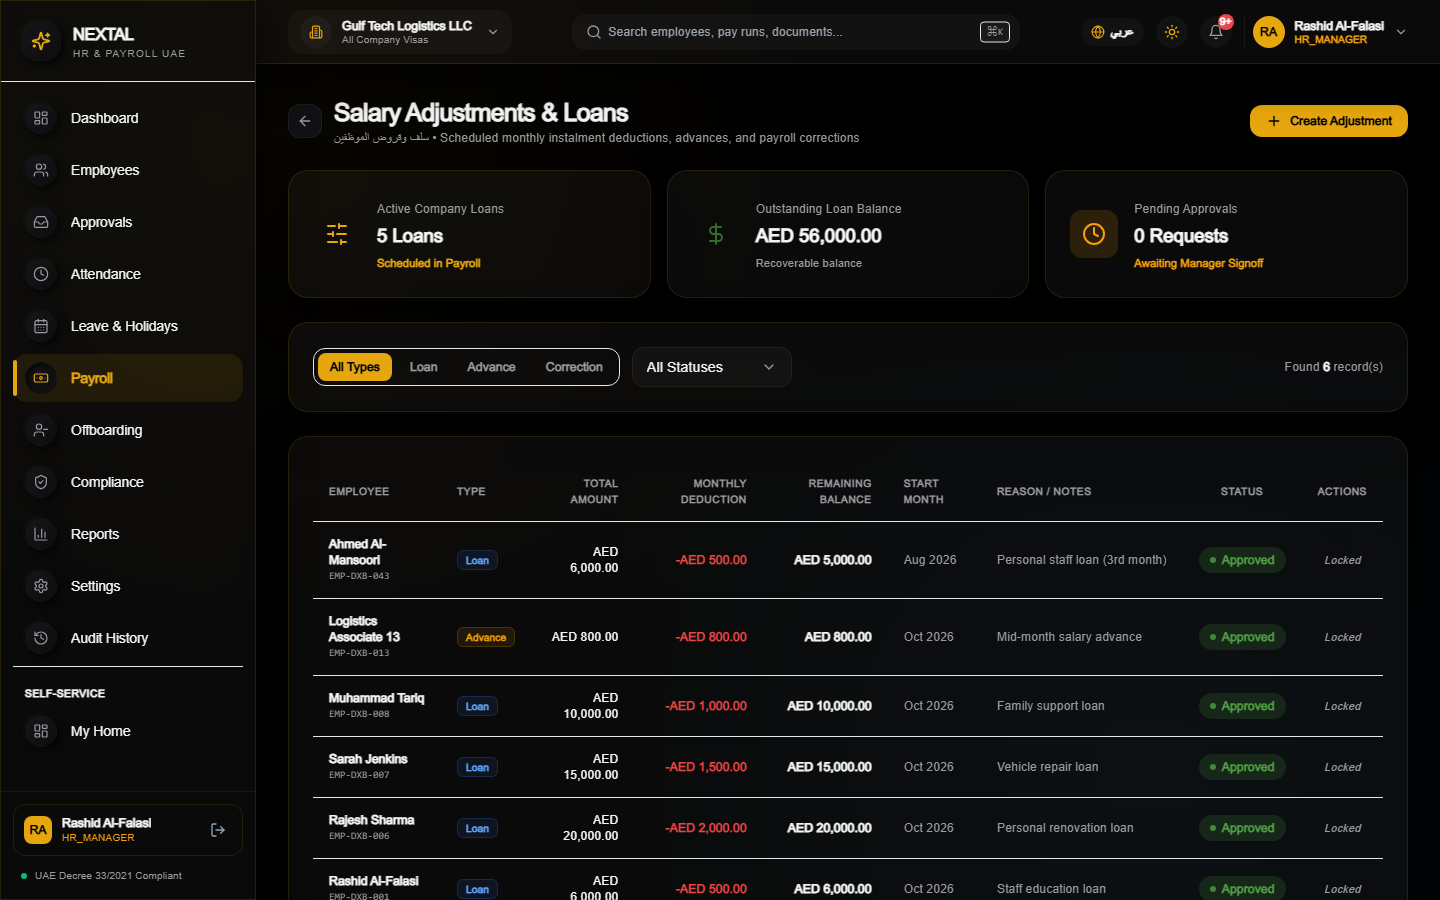 NEXTAL
HR & PAYROLL UAE
Gulf Tech Logistics LLC
All Company Visas
Search employees, pay runs, documents...
⌘K
عربي
9+
RA
Rashid Al-Falasi
HR_MANAGER
Dashboard
Employees
Approvals
Attendance
Leave & Holidays
Payroll
Offboarding
Compliance
Reports
Settings
Audit History
SELF-SERVICE
My Home
RA
Rashid Al-Falasi
HR_MANAGER
UAE Decree 33/2021 Compliant
Salary Adjustments & Loans
سلف وقروض الموظفين • Scheduled monthly instalment deductions, advances, and payroll corrections
Create Adjustment
Active Company Loans
5 Loans
Scheduled in Payroll
Outstanding Loan Balance
AED 56,000.00
Recoverable balance
Pending Approvals
0 Requests
Awaiting Manager Signoff
All Types
Loan
Advance
Correction
All Statuses
Found 6 record(s)
EMPLOYEE
TYPE
TOTAL
AMOUNT
MONTHLY
DEDUCTION
REMAINING
BALANCE
START
MONTH
REASON / NOTES
STATUS
ACTIONS
Ahmed Al-
Mansoori
EMP-DXB-043
Loan
AED
6,000.00
-AED 500.00
AED 5,000.00
Aug 2026
Personal staff loan (3rd month)
Approved
Locked
Logistics
Associate 13
EMP-DXB-013
Advance
AED 800.00
-AED 800.00
AED 800.00
Oct 2026
Mid-month salary advance
Approved
Locked
Muhammad Tariq
EMP-DXB-008
Loan
AED
10,000.00
-AED 1,000.00
AED 10,000.00
Oct 2026
Family support loan
Approved
Locked
Sarah Jenkins
EMP-DXB-007
Loan
AED
15,000.00
-AED 1,500.00
AED 15,000.00
Oct 2026
Vehicle repair loan
Approved
Locked
Rajesh Sharma
EMP-DXB-006
Loan
AED
20,000.00
-AED 2,000.00
AED 20,000.00
Oct 2026
Personal renovation loan
Approved
Locked
Rashid Al-Falasi
EMP-DXB-001
Loan
AED
6,000.00
-AED 500.00
AED 6,000.00
Oct 2026
Staff education loan
Approved
Locked